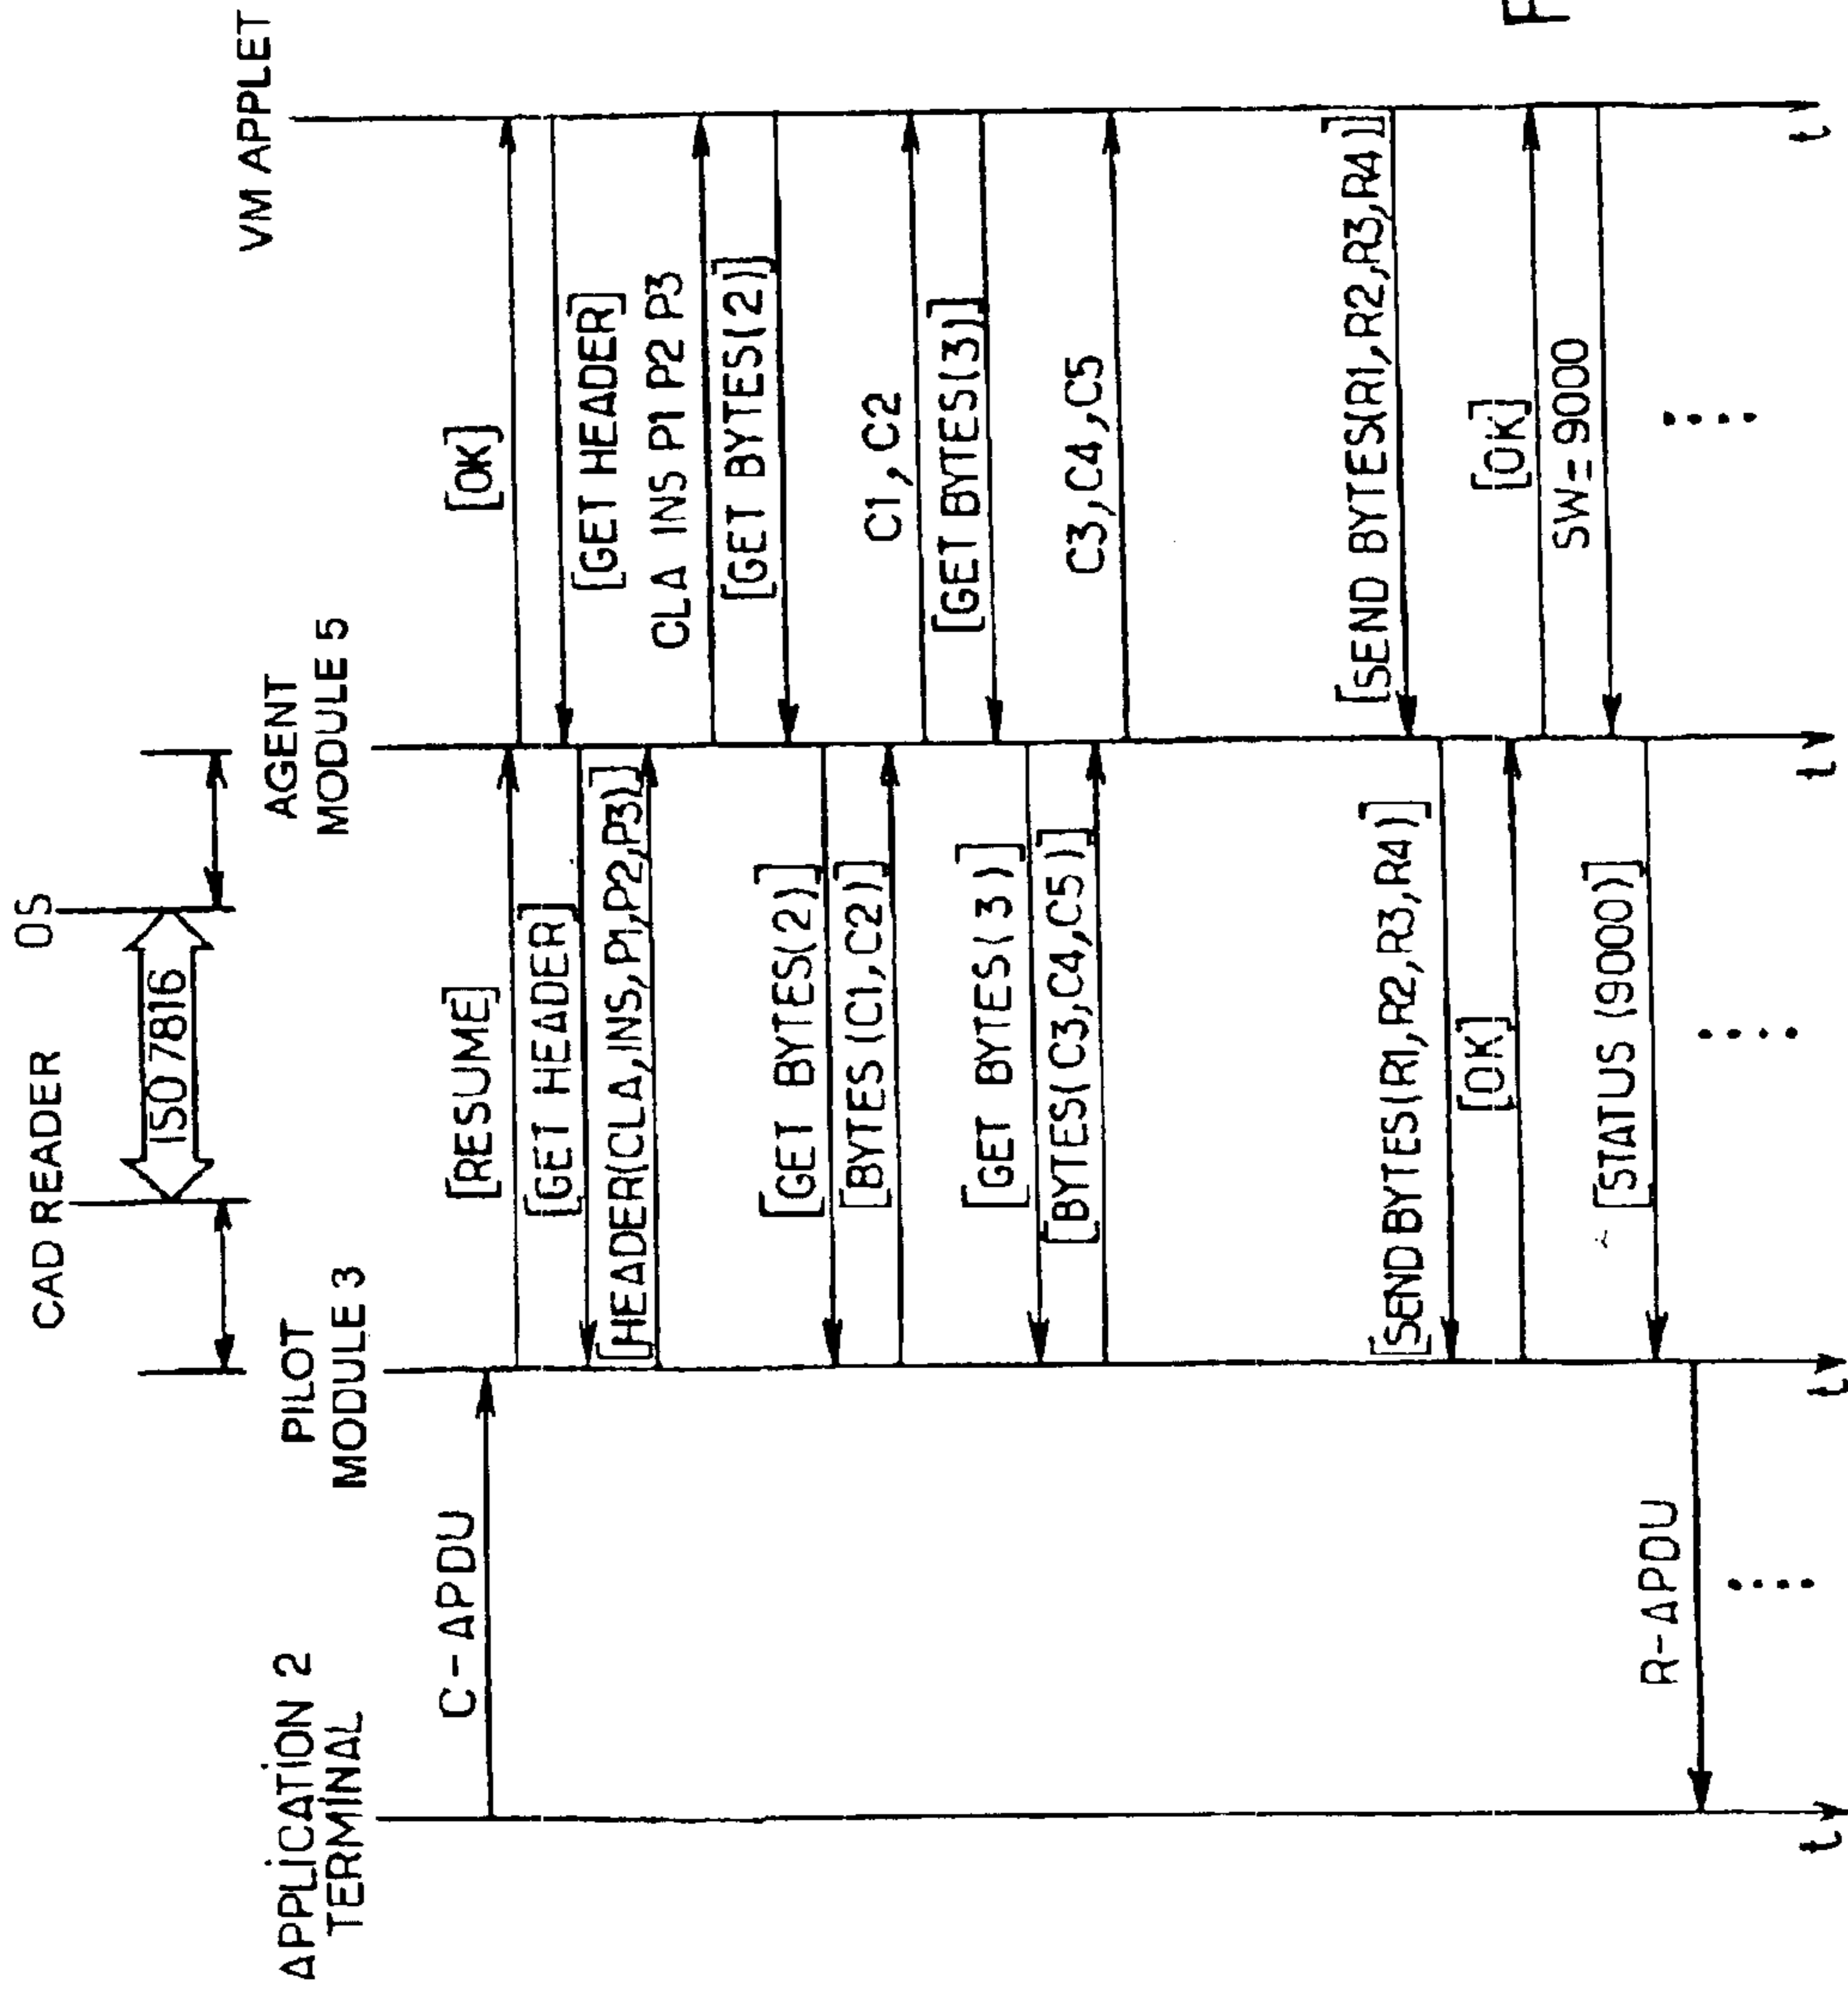 CAD READER
OS
ISO 7816
APPLICATION 2
TERMINAL
PILOT
MODULE 3
AGENT
MODULE 5
VM APPLET
C-APDU
[RESUME]
[OK]
[GET HEADER]
[GET HEADER]
[HEADER(CLA,INS,P1,P2,P3)]
CLA INS P1 P2 P3
[GET BYTES(2)]
[GET BYTES(2)]
[BYTES(C1,C2)]
C1,C2
[GET BYTES(3)]
[GET BYTES(3)]
[BYTES(C3,C4,C5)]
C3,C4,C5
[SEND BYTES(R1,R2,R3,R4)]
[SEND BYTES(R1,R2,R3,R4)]
[OK]
[OK]
SW=9000
[STATUS (9000)]
R-APDU
....
....
....
t
t
t
t